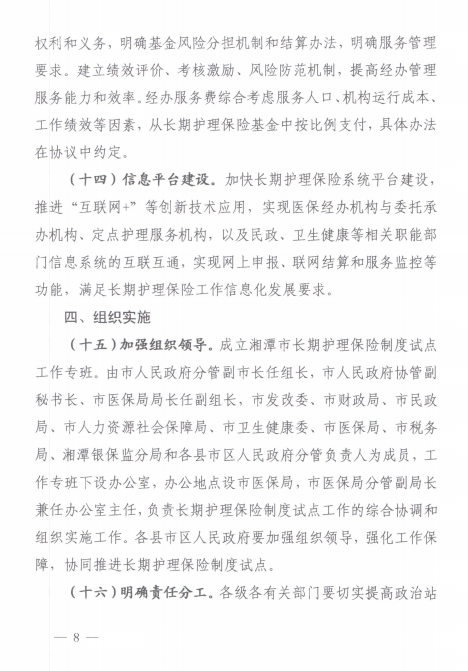 权利和义务，明确基金风险分担机制和结算办法，明确服务管理
要求。建立绩效评价、考核激励、风险防范机制，提高经办管理
服务能力和效率。经办服务费综合考虑服务人口、机构运行成本、
工作绩效等因素，从长期护理保险基金中按比例支付，具体办法
在协议中约定。
（十四）信息平台建设。加快长期护理保险系统平台建设，
推进“互联网+”等创新技术应用，实现医保经办机构与委托承
办机构、定点护理服务机构，以及民政、卫生健康等相关职能部
门信息系统的互联互通，实现网上申报、联网结算和服务监控等
功能，满足长期护理保险工作信息化发展要求。
四、组织实施
（十五）加强组织领导。成立湘潭市长期护理保险制度试点
工作专班。由市人民政府分管副市长任组长，市人民政府协管副
秘书长、市医保局局长任副组长，市发改委、市财政局、市民政
局、市人力资源社会保障局、市卫生健康委、市医保局、市税务
局、湘潭银保监分局和各县市区人民政府分管负责人为成员，工
作专班下设办公室，办公地点设市医保局，市医保局分管副局长
兼任办公室主任，负责长期护理保险制度试点工作的综合协调和
组织实施工作。各县市区人民政府要加强组织领导，强化工作保
障，协同推进长期护理保险制度试点。
（十六）明确责任分工。各级各有关部门要切实提高政治站
— 8 —